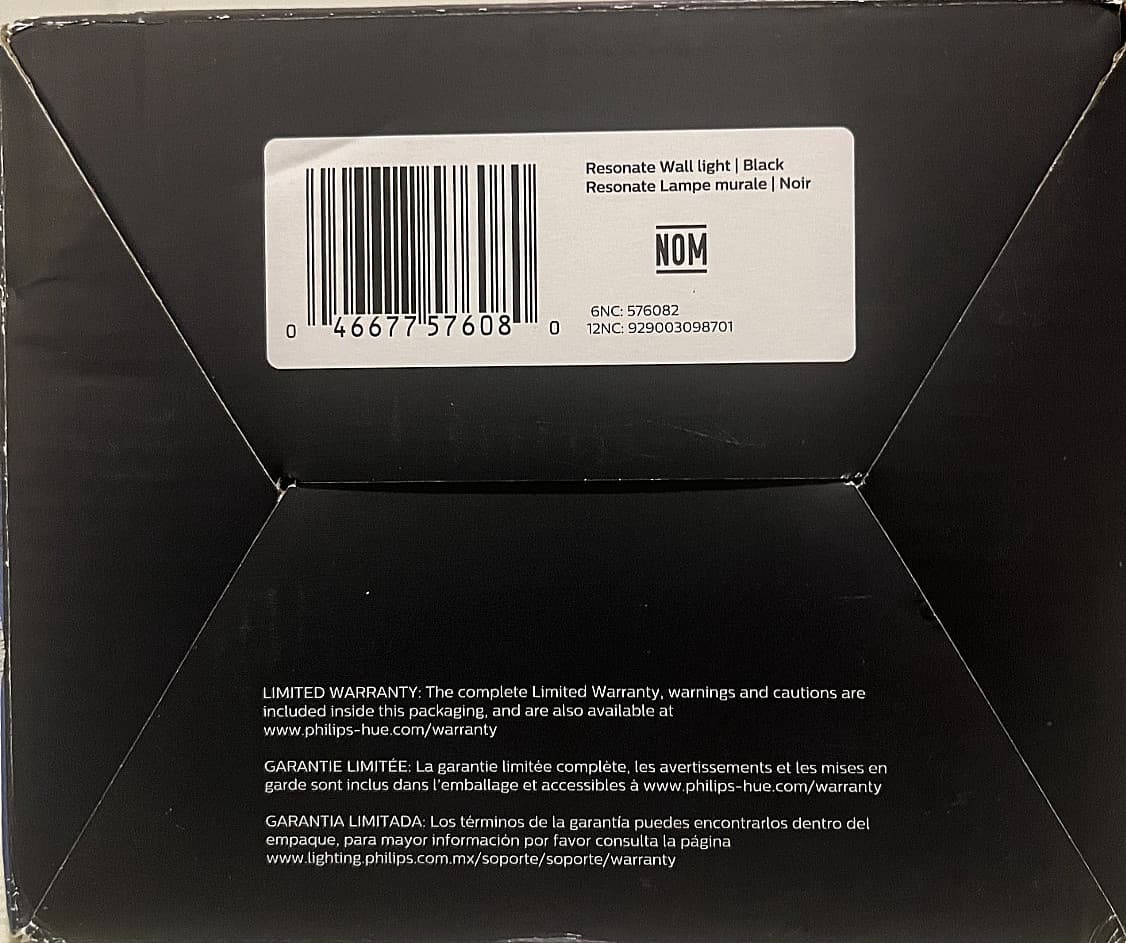 Resonate Wall light | Black
Resonate Lampe murale | Noir
NOM
6NC: 576082
12NC: 929003098701
0 46677 57608 0
LIMITED WARRANTY: The complete Limited Warranty, warnings and cautions are
included inside this packaging, and are also available at
www.philips-hue.com/warranty
GARANTIE LIMITÉE: La garantie limitée complète, les avertissements et les mises en
garde sont inclus dans l'emballage et accessibles à www.philips-hue.com/warranty
GARANTIA LIMITADA: Los términos de la garantía puedes encontrarlos dentro del
empaque, para mayor información por favor consulta la página
www.lighting.philips.com.mx/soporte/soporte/warranty